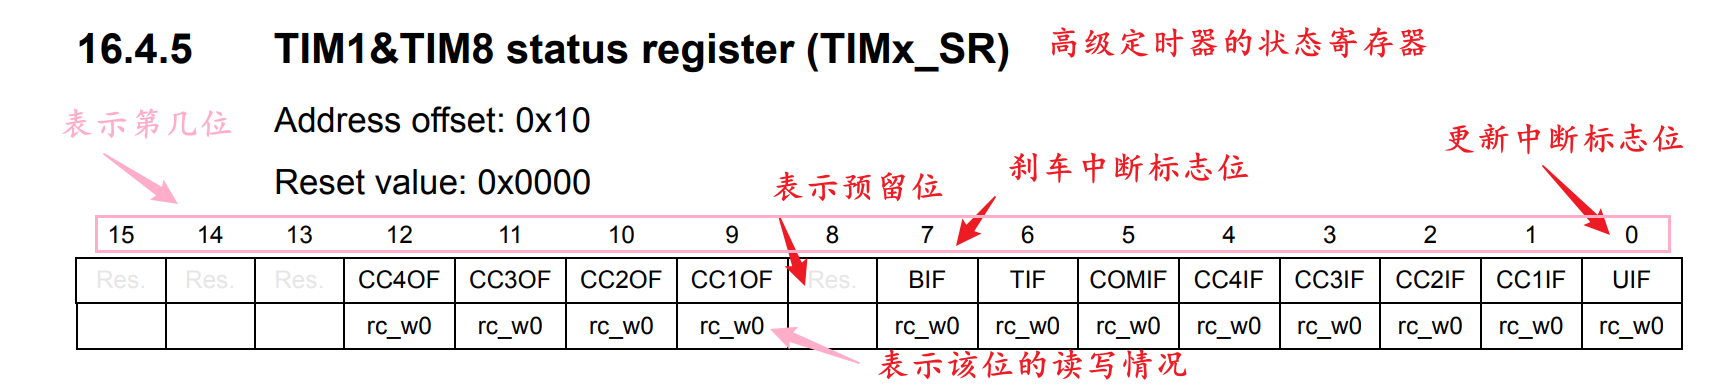 16.4.5 TIM1&TIM8 status register (TIMx_SR) 高级定时器的状态寄存器
表示第几位 Address offset: 0x10
更新中断标志位
刹车中断标志位
Reset value: 0x0000 表示预留位
15 14 13 12 11 10 9 8 7 6 5 4 3 2 1 0
Res. Res. Res. CC4OF CC3OF CC2OF CC1OF Res. BIF TIF COMIF CC4IF CC3IF CC2IF CC1IF UIF
rc_w0 rc_w0 rc_w0 rc_w0 rc_w0 rc_w0 rc_w0 rc_w0 rc_w0 rc_w0 rc_w0 rc_w0
表示该位的读写情况